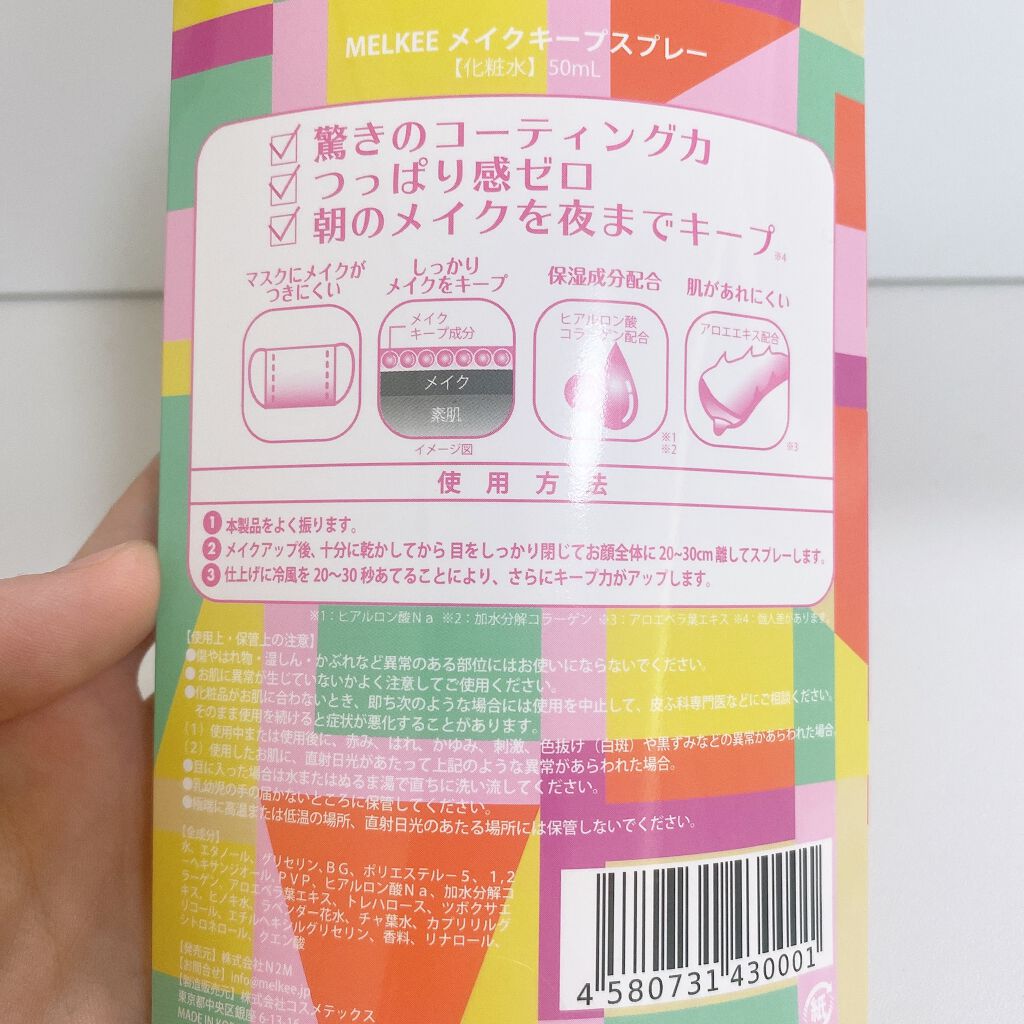 MELKEE メイクキープスプレー
【化粧水】50mL
驚きのコーティング力
つっぱり感ゼロ
朝のメイクを夜までキープ※4
マスクにメイクが
つきにくい
しっかり
メイクをキープ
メイク
キープ成分
メイク
素肌
イメージ図
保湿成分配合
ヒアルロン酸
コラーゲン配合
※1
※2
肌があれにくい
アロエエキス配合
※3
使用方法
1 本製品をよく振ります。
2 メイクアップ後、十分に乾かしてから 目をしっかり閉じてお顔全体に 20~30cm 離してスプレーします。
3 仕上げに冷風を 20〜30 秒あてることにより、さらにキープ力がアップします。
※1：ヒアルロン酸Ｎａ ※2：加水分解コラーゲン ※3：アロエベラ葉エキス ※4：個人差があります。
【使用上・保管上の注意】
●傷やはれ物・湿しん・かぶれなど異常のある部位にはお使いにならないでください。
●お肌に異常が生じていないかよく注意してご使用ください。
●化粧品がお肌に合わないとき、即ち次のような場合には使用を中止して、皮ふ科専門医などにご相談ください。
そのまま使用を続けると症状が悪化することがあります。
（1）使用中または使用後に、赤み、はれ、かゆみ、刺激、色抜け（白斑）や黒ずみなどの異常があらわれた場合。
（2）使用したお肌に、直射日光があたって上記のような異常があらわれた場合。
●目に入った場合は水またはぬるま湯で直ちに洗い流してください。
●乳幼児の手の届かないところに保管してください。
●極端に高温または低温の場所、直射日光のあたる場所には保管しないでください。
【全成分】
水、エタノール、グリセリン、ＢＧ、ポリエステル－５、１,２
－ヘキサンジオール、ＰＶＰ、ヒアルロン酸Ｎａ、加水分解コ
ラーゲン、アロエベラ葉エキス、トレハロース、ツボクサエ
キス、ヒノキ水、ラベンダー花水、チャ葉水、カプリリルグ
リコール、エチルヘキシルグリセリン、香料、リナロール、
シトロネロール、クエン酸
【発売元】株式会社Ｎ２Ｍ
【お問合せ】info@melkee.jp
【製造販売元】株式会社コスメテックス
東京都中央区銀座 6-13-16
MADE IN KOR
4 580731 430001
紙